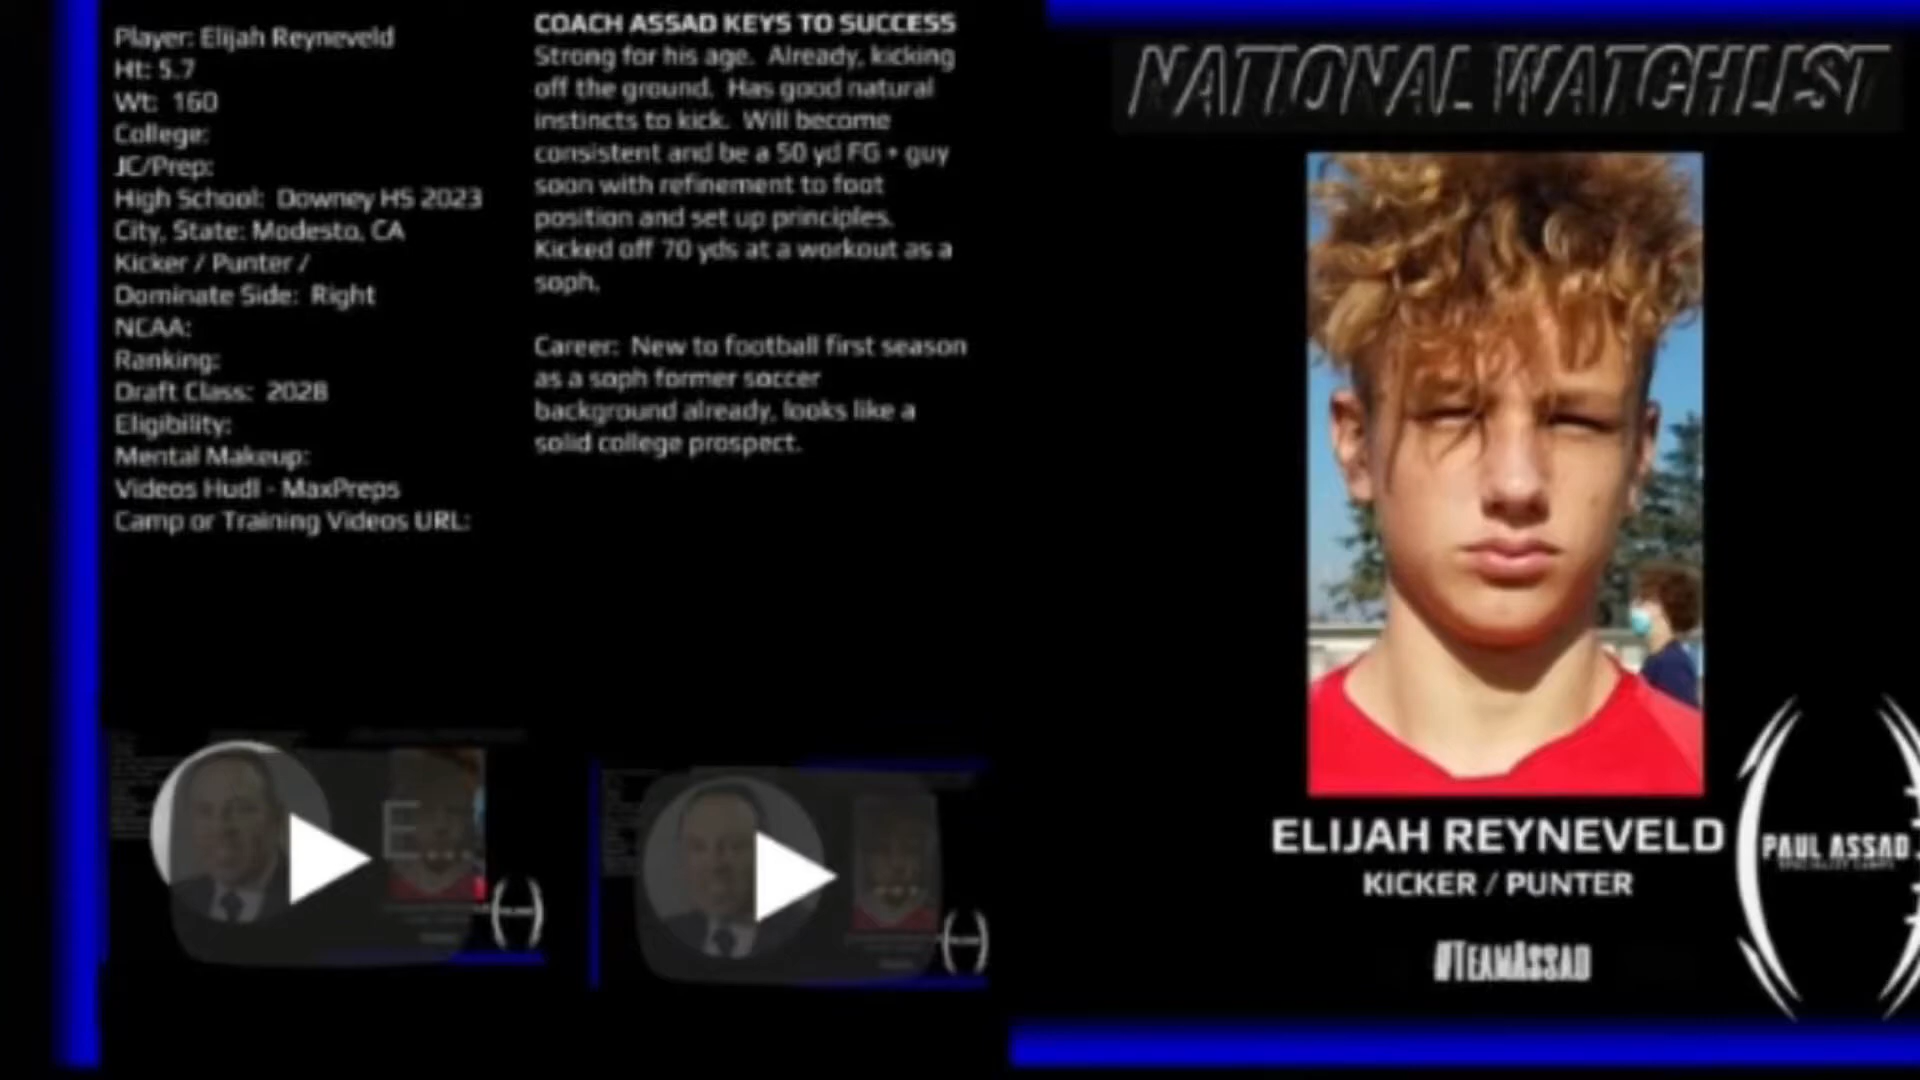 Player: Elijah Reyneveld
Ht: 5.7
Wt: 160
College:
JC/Prep:
High School: Downey HS 2023
City, State: Modesto, CA
Kicker / Punter /
Dominate Side: Right
NCAA:
Ranking:
Draft Class: 2028
Eligibility:
Mental Makeup:
Videos Hudl - MaxPreps
Camp or Training Videos URL:
COACH ASSAD KEYS TO SUCCESS
Strong for his age. Already, kicking
off the ground. Has good natural
instincts to kick. Will become
consistent and be a 50 yd FG + guy
soon with refinement to foot
position and set up principles.
Kicked off 70 yds at a workout as a
soph.
Career: New to football first season
as a soph former soccer
background already, looks like a
solid college prospect.
NATIONAL WATCHLIST
ELIJAH REYNEVELD
KICKER / PUNTER
#TEAMASSAD
PAUL ASSAD
SPECIALIST CAMPS
E